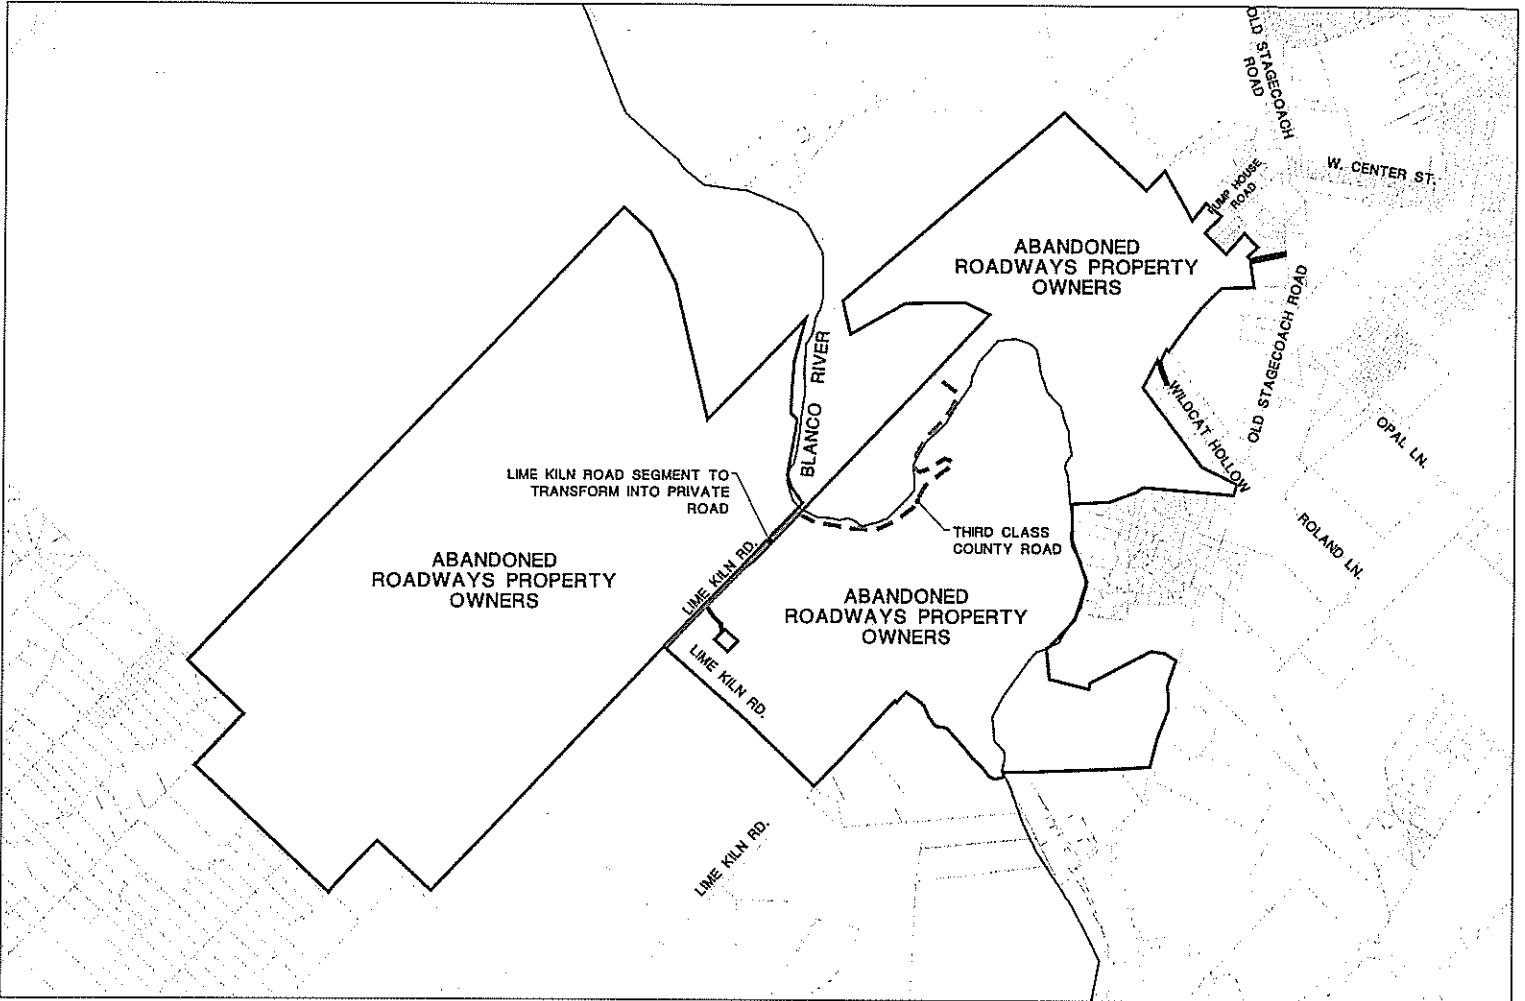 OLD STAGECOACH
ROAD
W. CENTER ST.
PUMP HOUSE
ROAD
ABANDONED
ROADWAYS PROPERTY
OWNERS
OLD STAGECOACH ROAD
BLANCO RIVER
WILDCAT HOLLOW
OPAL LN.
LIME KILN ROAD SEGMENT TO
TRANSFORM INTO PRIVATE
ROAD
ROLAND LN.
THIRD CLASS
COUNTY ROAD
ABANDONED
ROADWAYS PROPERTY
OWNERS
LIME KILN RD.
ABANDONED
ROADWAYS PROPERTY
OWNERS
LIME KILN RD.
LIME KILN RD.